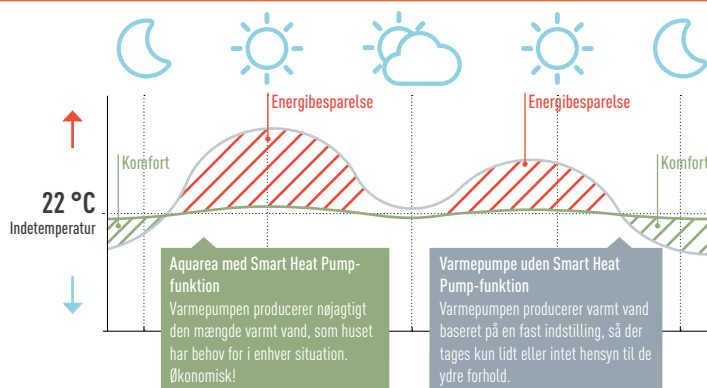 Energibesparelse
Energibesparelse
Komfort
Komfort
22 °C
Indetemperatur
Aquarea med Smart Heat Pump-
funktion
Varmepumpen producerer nøjagtigt
den mængde varmt vand, som huset
har behov for i enhver situation.
Økonomisk!
Varmepumpe uden Smart Heat
Pump-funktion
Varmepumpen producerer varmt vand
baseret på en fast indstilling, så der
tages kun lidt eller intet hensyn til de
ydre forhold.